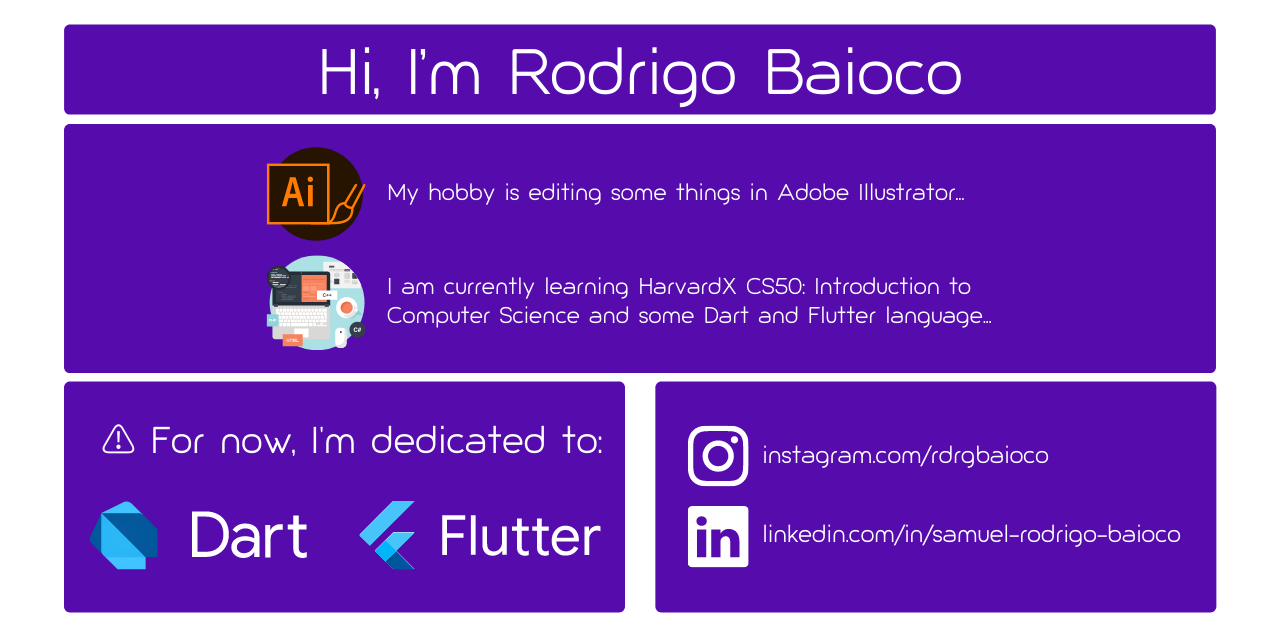 Hi, I'm Rodrigo Baioco
Ai
My hobby is editing some things in Adobe Illustrator...
C++
C#
HTML
I am currently learning HarvardX CS50: Introduction to
Computer Science and some Dart and Flutter language...
For now, I'm dedicated to:
Dart
Flutter
instagram.com/rdrgbaioco
in
linkedin.com/in/samuel-rodrigo-baioco